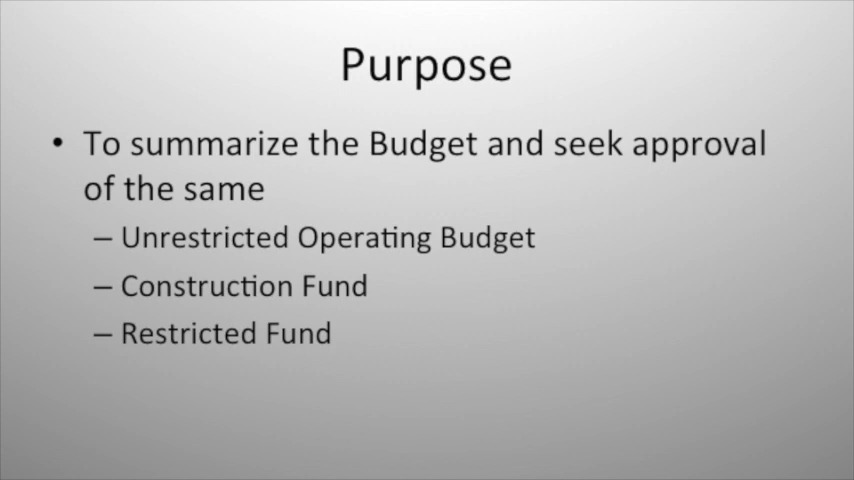 Purpose
• To summarize the Budget and seek approval
of the same
– Unrestricted Operating Budget
– Construction Fund
– Restricted Fund